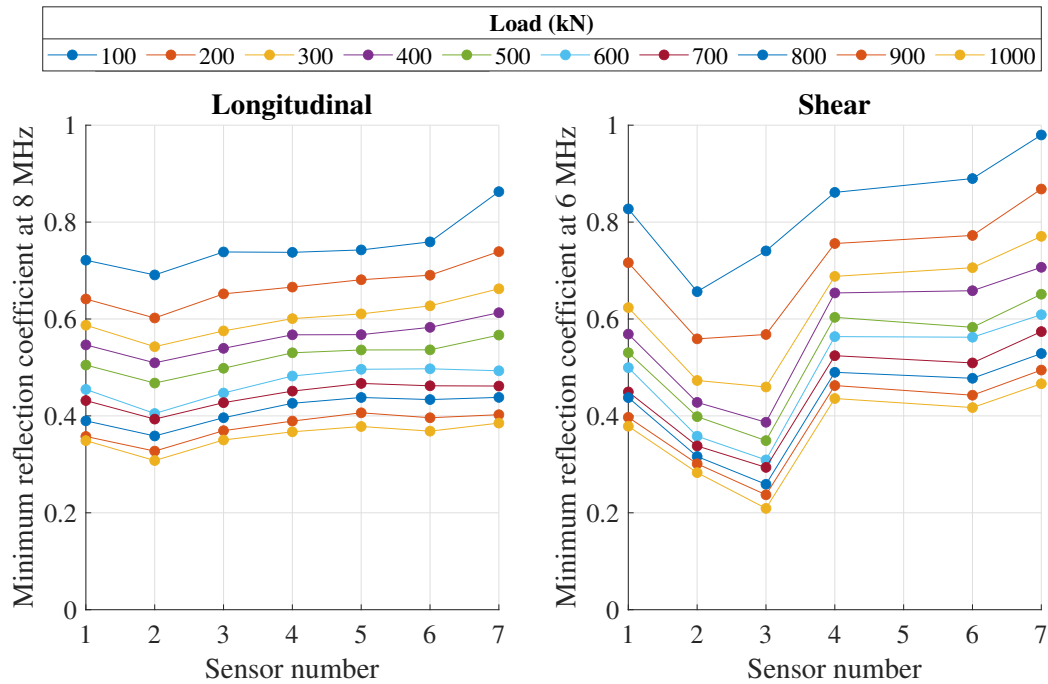 Load (kN)
100 200 300 400 500 600 700 800 900 1000
Longitudinal
Minimum reflection coefficient at 8 MHz
1
0.8
0.6
0.4
0.2
0
1 2 3 4 5 6 7
Sensor number
Shear
Minimum reflection coefficient at 6 MHz
1
0.8
0.6
0.4
0.2
0
1 2 3 4 5 6 7
Sensor number